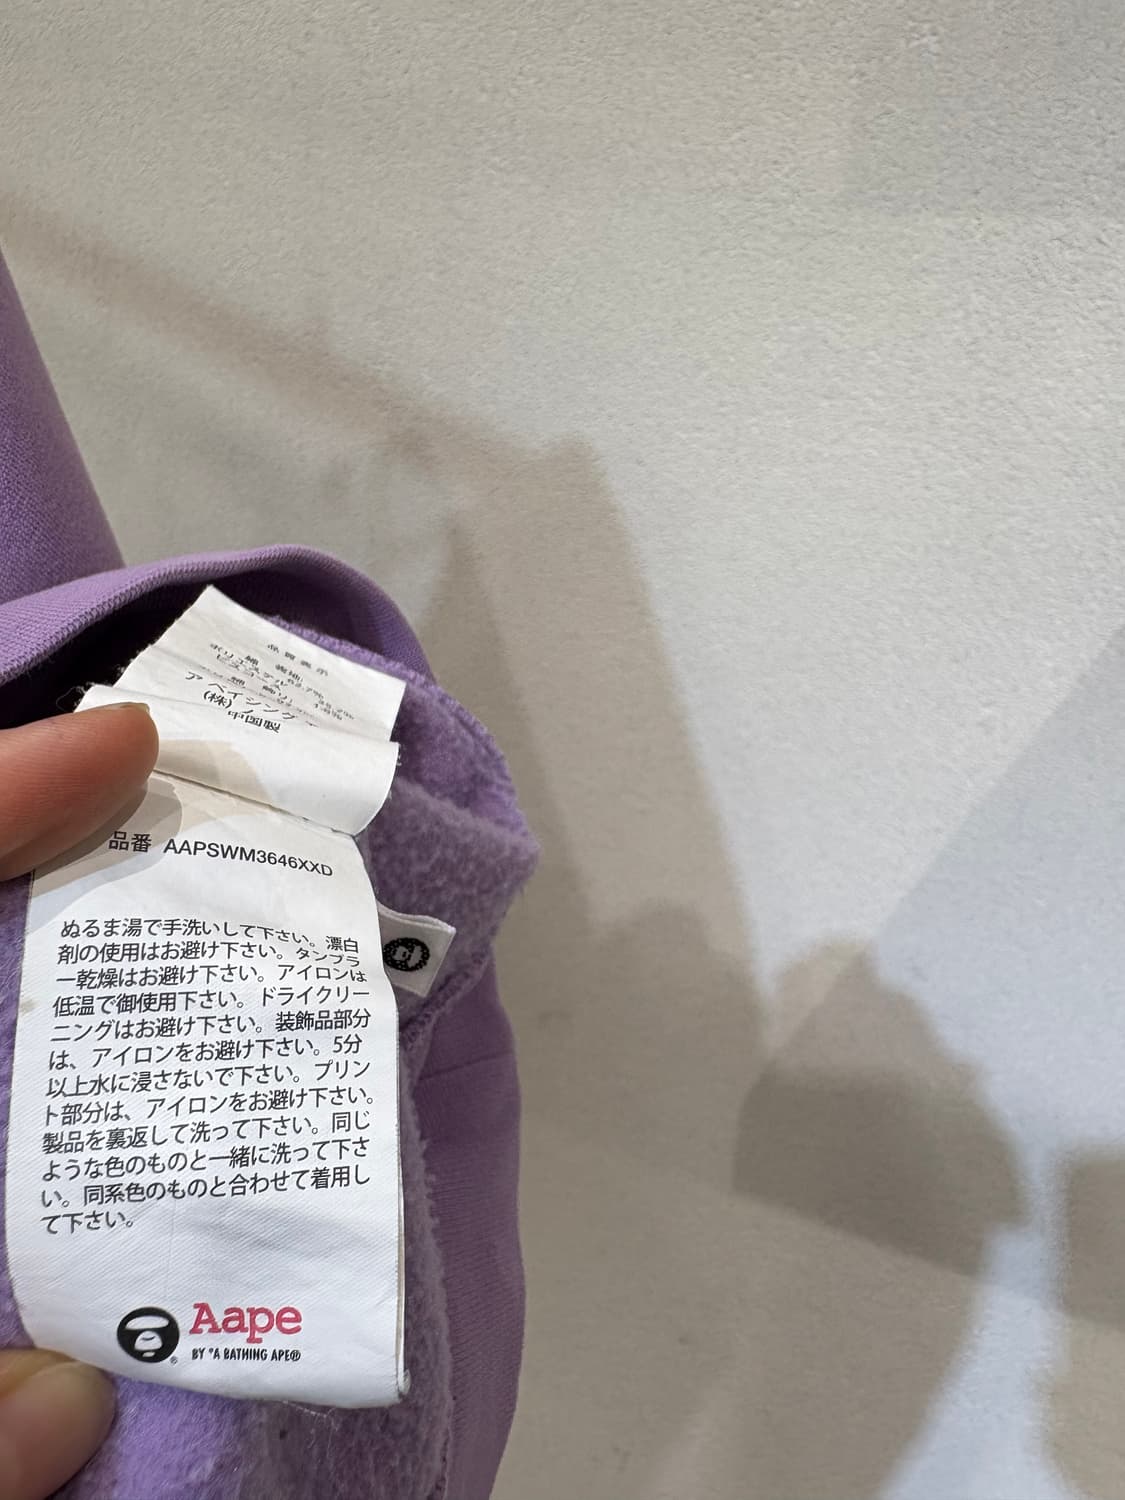 品質表示
中国製
品番 AAPSWM3646XXD
ぬるま湯で手洗いして下さい。漂白
剤の使用はお避け下さい。タンブラ
ー乾燥はお避け下さい。アイロンは
低温で御使用下さい。ドライクリー
ニングはお避け下さい。装飾品部分
は、アイロンをお避け下さい。5分
以上水に浸さないで下さい。プリン
ト部分は、アイロンをお避け下さい。
製品を裏返して洗って下さい。同じ
ような色のものと一緒に洗って下さ
い。同系色のものと合わせて着用し
て下さい。
Aape
BY *A BATHING APE®